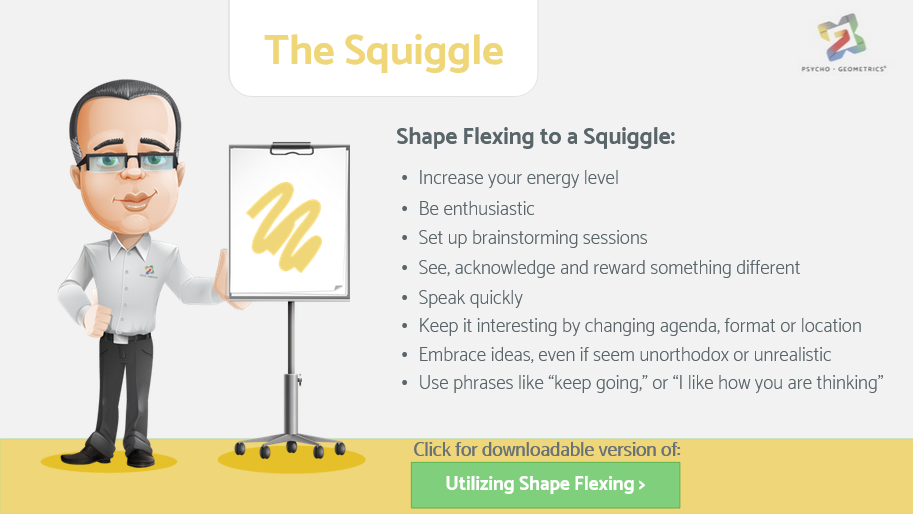 The Squiggle
PSYCHO - GEOMETRICS®
Shape Flexing to a Squiggle:
• Increase your energy level
• Be enthusiastic
• Set up brainstorming sessions
• See, acknowledge and reward something different
• Speak quickly
• Keep it interesting by changing agenda, format or location
• Embrace ideas, even if seem unorthodox or unrealistic
• Use phrases like “keep going,” or “I like how you are thinking”
Click for downloadable version of:
Utilizing Shape Flexing >